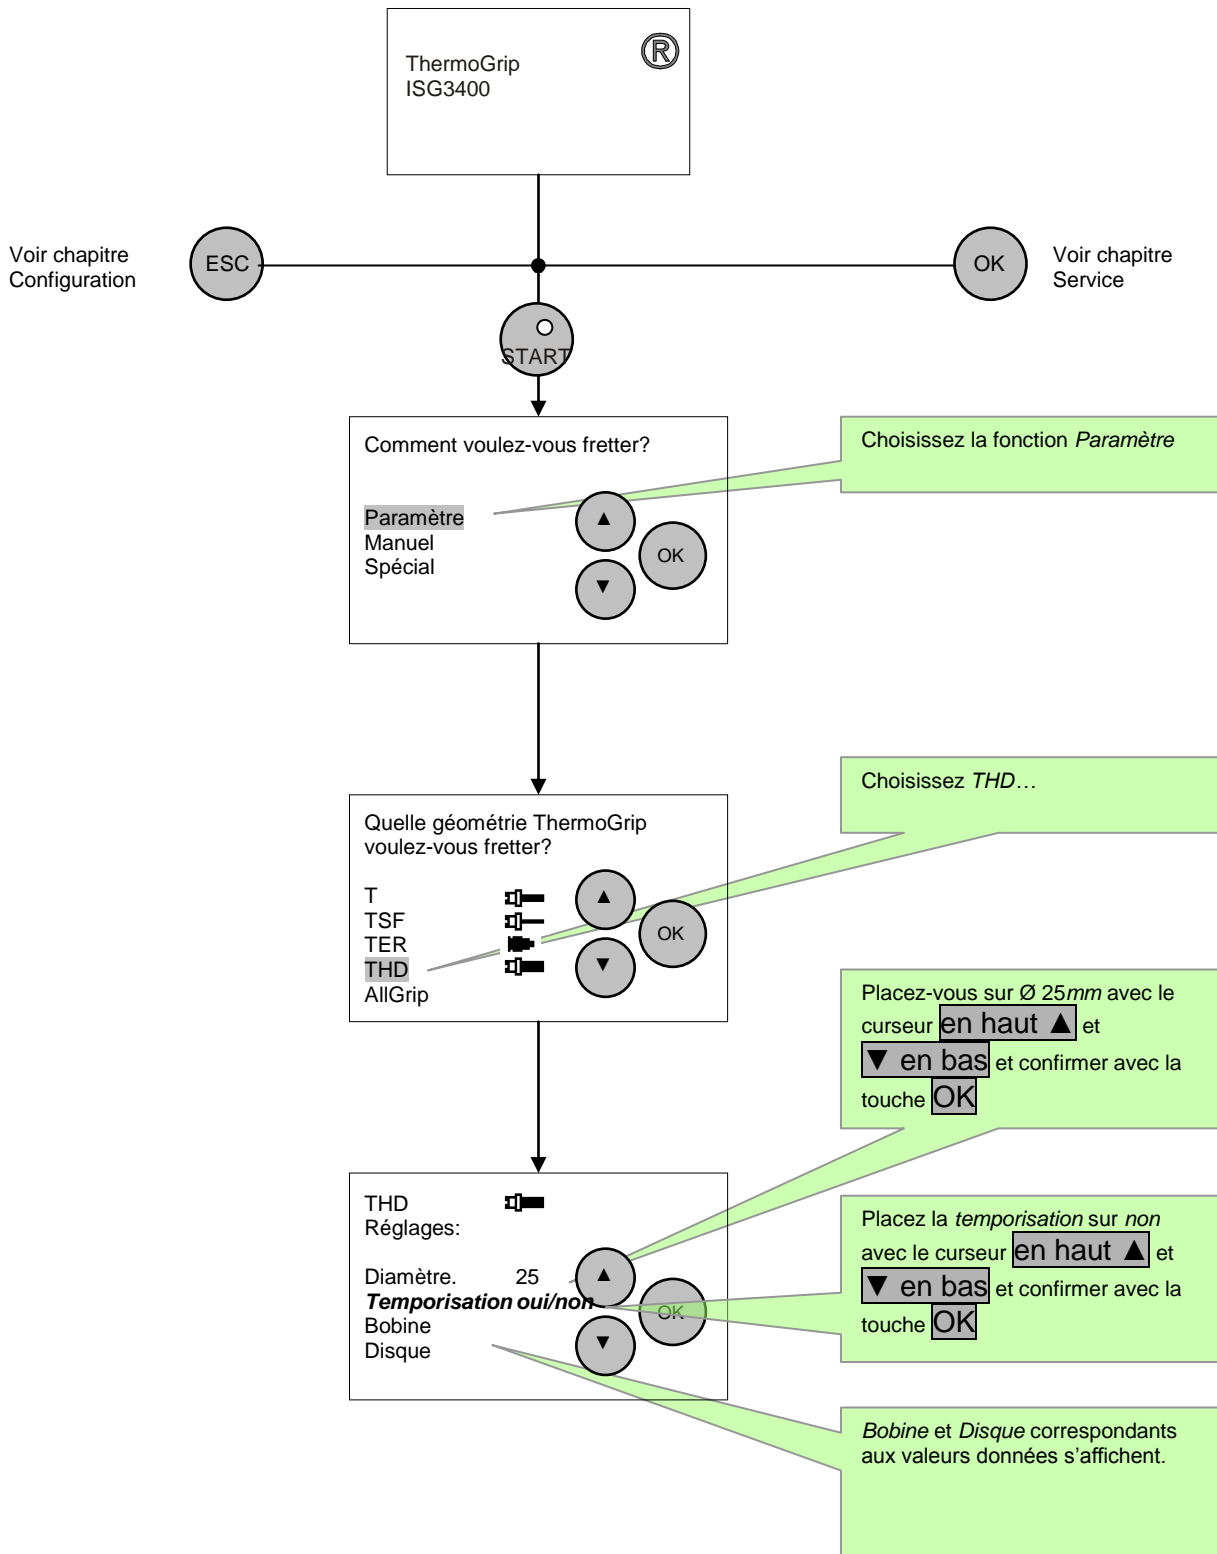 ThermoGrip ®
ISG3400
Voir chapitre
Configuration
ESC
OK
Voir chapitre
Service
START
Comment voulez-vous fretter?
Paramètre
Manuel
Spécial
▲
OK
▼
Choisissez la fonction Paramètre
Quelle géométrie ThermoGrip
voulez-vous fretter?
T
TSF
TER
THD
AllGrip
▲
OK
▼
Choisissez THD…
Placez-vous sur Ø 25mm avec le
curseur en haut ▲ et
▼ en bas et confirmer avec la
touche OK
THD
Réglages:
Diamètre. 25
Temporisation oui/non
Bobine
Disque
▲
OK
▼
Placez la temporisation sur non
avec le curseur en haut ▲ et
▼ en bas et confirmer avec la
touche OK
Bobine et Disque correspondants
aux valeurs données s’affichent.